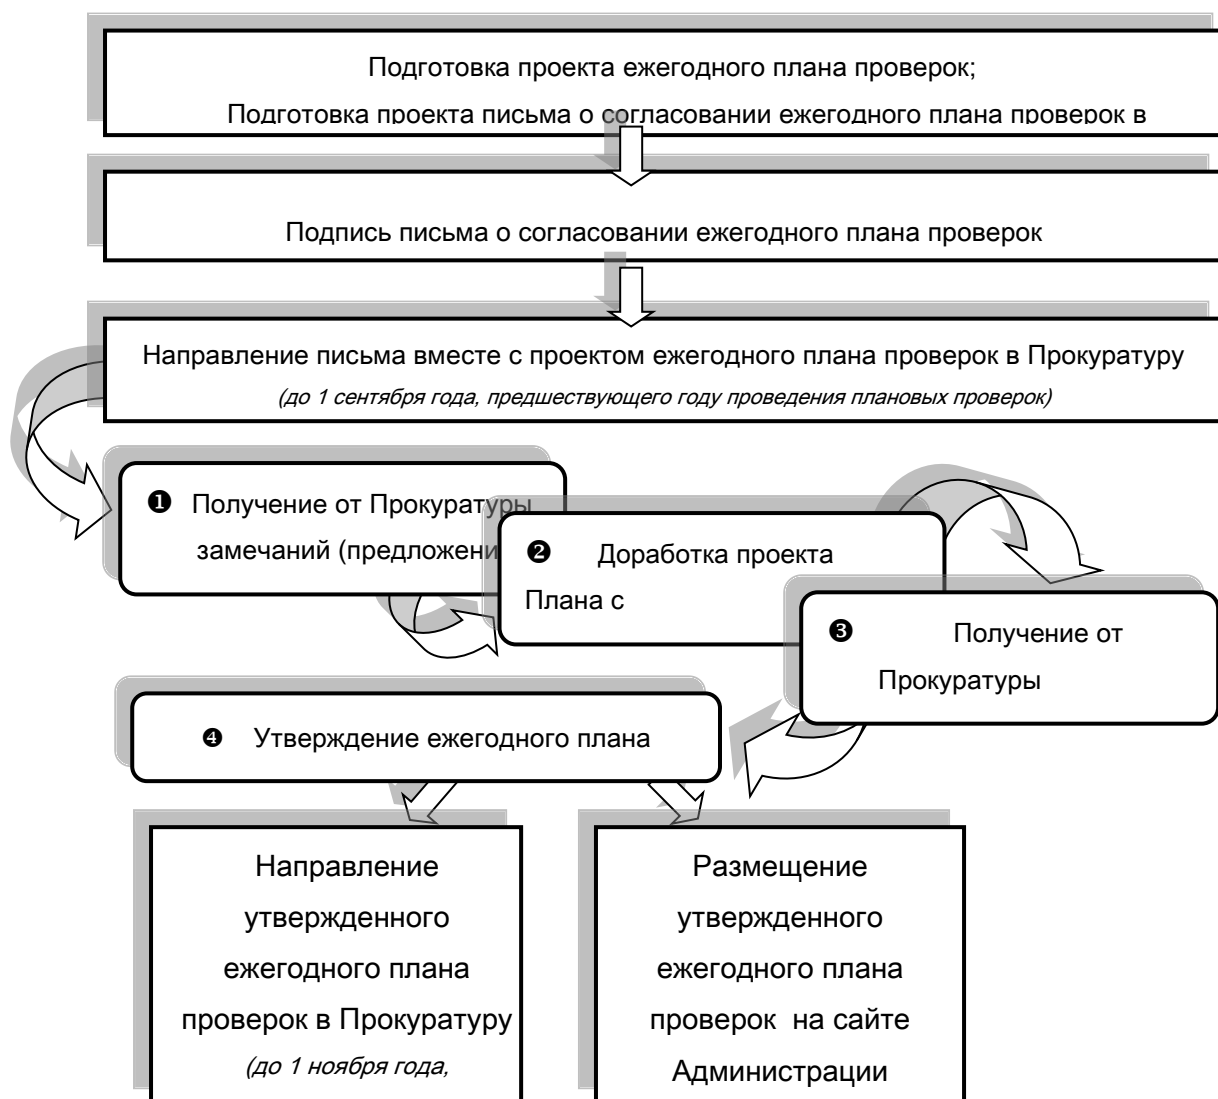 Подготовка проекта ежегодного плана проверок;
Подготовка проекта письма о согласовании ежегодного плана проверок в
Подпись письма о согласовании ежегодного плана проверок
Направление письма вместе с проектом ежегодного плана проверок в Прокуратуру
(до 1 сентября года, предшествующего году проведения плановых проверок)
❶ Получение от Прокуратуры
замечаний (предложени
❷ Доработка проекта
Плана с
❸ Получение от
Прокуратуры
❹ Утверждение ежегодного плана
Направление
утвержденного
ежегодного плана
проверок в Прокуратуру
(до 1 ноября года,
Размещение
утвержденного
ежегодного плана
проверок на сайте
Администрации